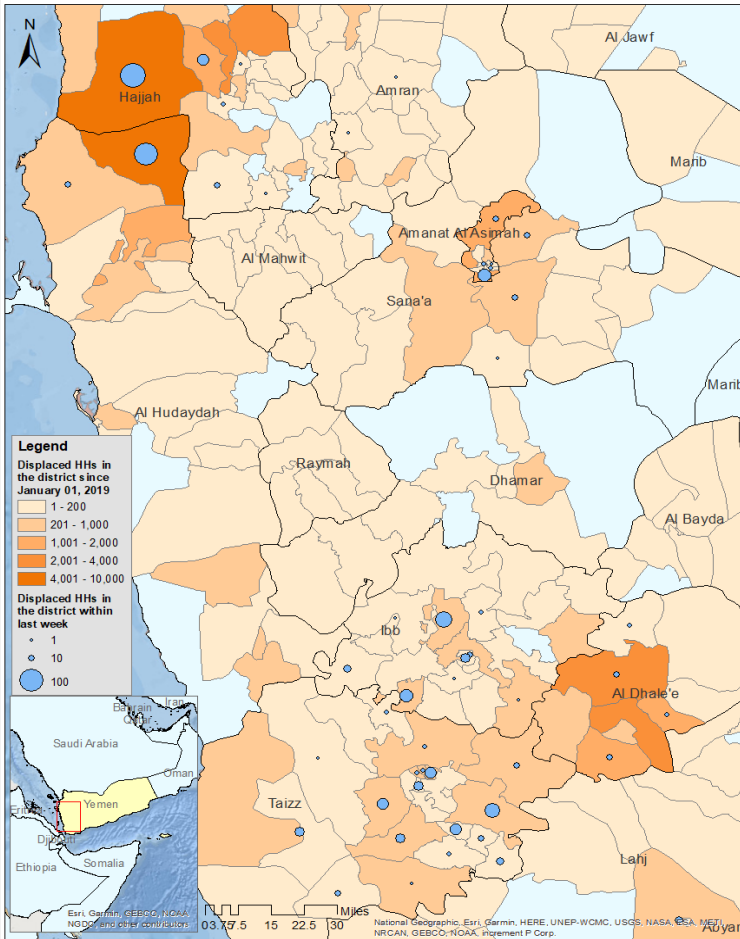 N
Al Jawf
Hajjah
Amran
Marib
Amanat Al Asimah
Al Mahwit
Sana'a
Marib
Al Hudaydah
Legend
Displaced HHs in
the district since
January 01, 2019
1 - 200
201 - 1,000
1,001 - 2,000
2,001 - 4,000
4,001 - 10,000
Displaced HHs in
the district within
last week
1
10
100
Raymah
Dhamar
Al Bayda
Ibb
Al Dhale'e
Taizz
Lahj
Abyan
Iran
Bahrain
Qatar
Saudi Arabia
Oman
Yemen
Djibouti
Ethiopia
Somalia
Esri, Garmin, GEBCO, NOAA
NGDC, and other contributors
03.757.5 15 22.5 30
Miles
National Geographic, Esri, Garmin, HERE, UNEP-WCMC, USGS, NASA, ESA, METI,
NRCAN, GEBCO, NOAA, increment P Corp.